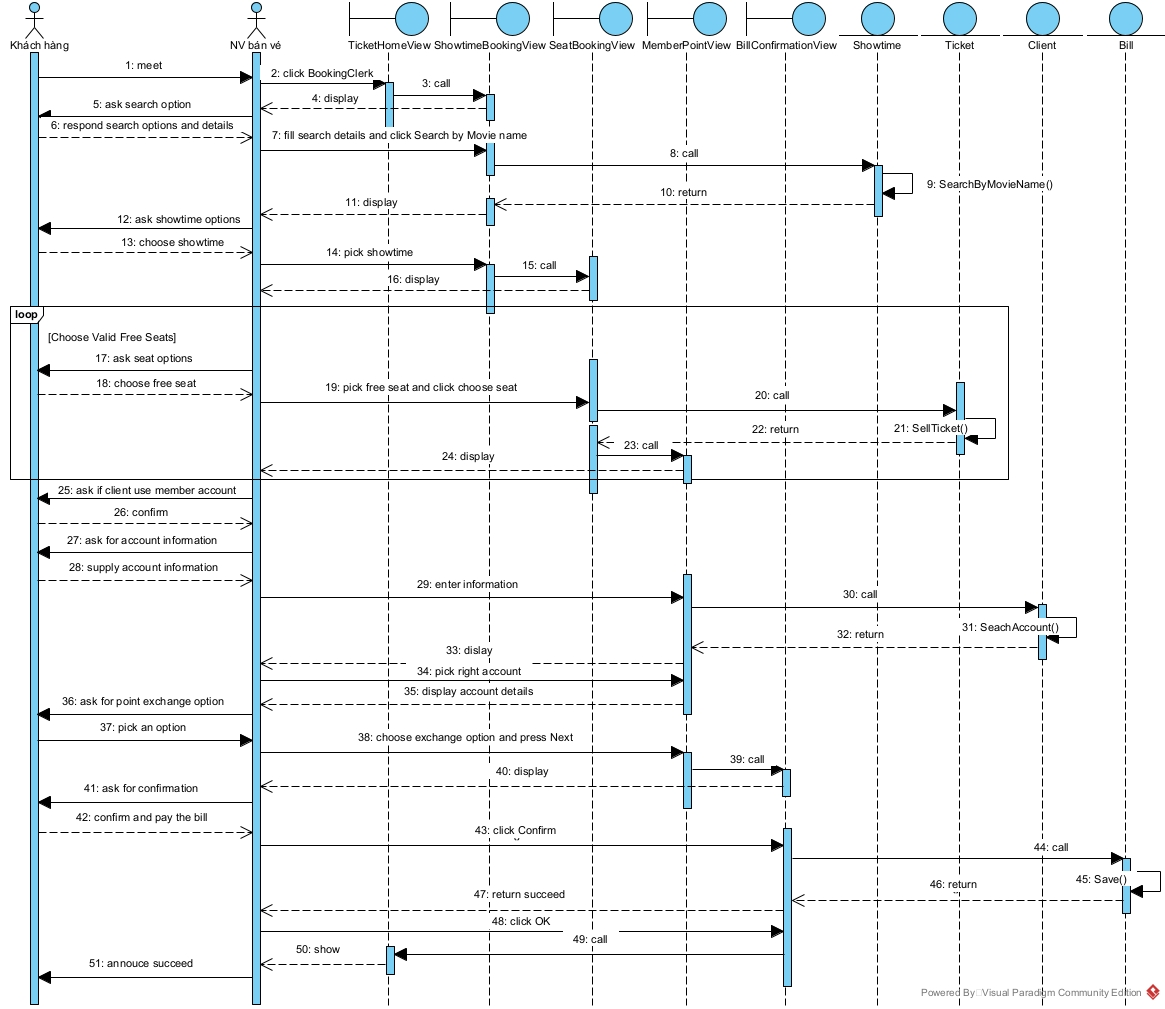 Khách hàng
NV bán vé
TicketHomeView
ShowtimeBookingView
SeatBookingView
MemberPointView
BillConfirmationView
Showtime
Ticket
Client
Bill
1: meet
2: click BookingClerk
3: call
4: display
5: ask search option
6: respond search options and details
7: fill search details and click Search by Movie name
8: call
9: SearchByMovieName()
10: return
11: display
12: ask showtime options
13: choose showtime
14: pick showtime
15: call
16: display
loop
[Choose Valid Free Seats]
17: ask seat options
18: choose free seat
19: pick free seat and click choose seat
20: call
21: SellTicket()
22: return
23: call
24: display
25: ask if client use member account
26: confirm
27: ask for account information
28: supply account information
29: enter information
30: call
31: SeachAccount()
32: return
33: dislay
34: pick right account
35: display account details
36: ask for point exchange option
37: pick an option
38: choose exchange option and press Next
39: call
40: display
41: ask for confirmation
42: confirm and pay the bill
43: click Confirm
44: call
45: Save()
46: return
47: return succeed
48: click OK
49: call
50: show
51: annouce succeed
Powered By Visual Paradigm Community Edition